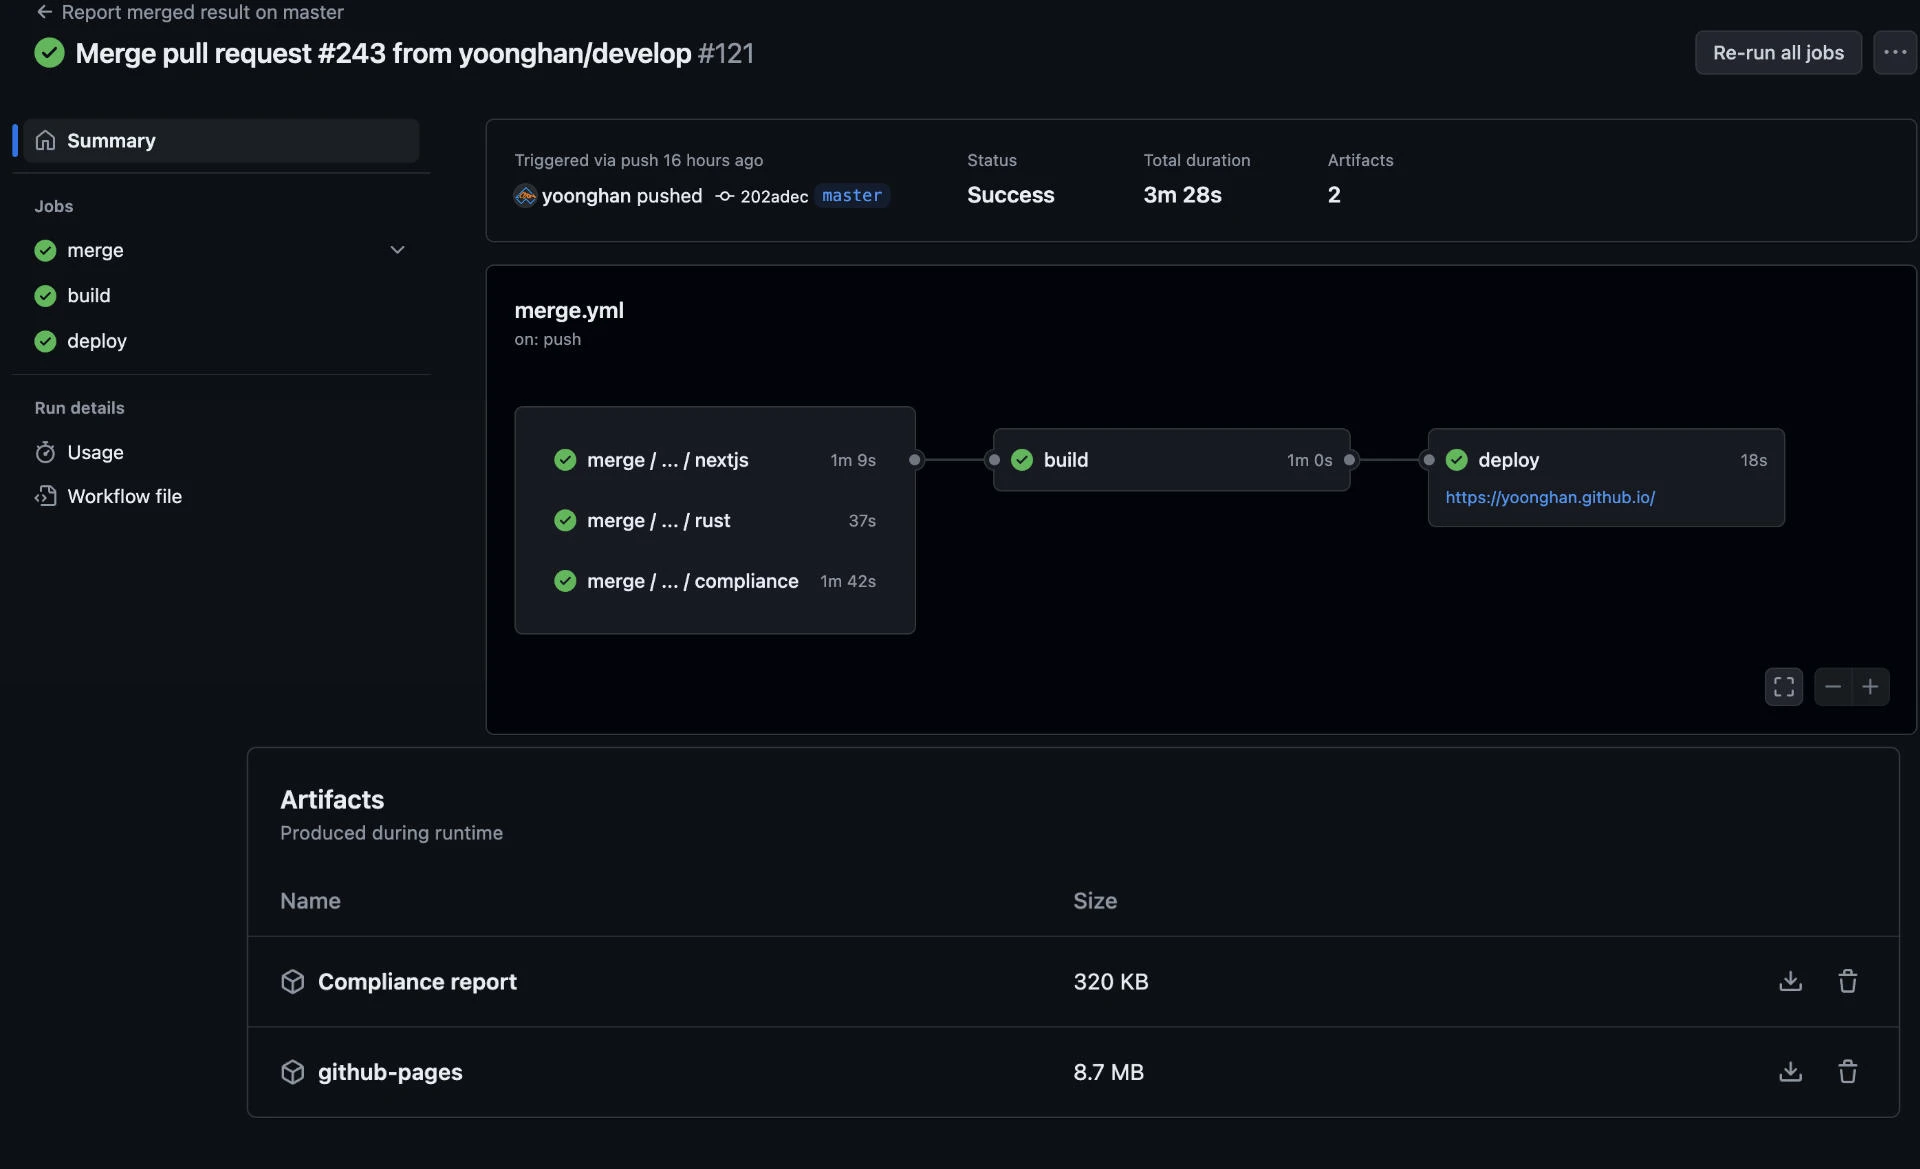 Report merged result on master
Merge pull request #243 from yoonghan/develop #121
Re-run all jobs
Summary
Jobs
merge
build
deploy
Run details
Usage
Workflow file
Triggered via push 16 hours ago
yoonghan pushed 202adec master
Status
Success
Total duration
3m 28s
Artifacts
2
merge.yml
on: push
merge / ... / nextjs 1m 9s
merge / ... / rust 37s
merge / ... / compliance 1m 42s
build 1m 0s
deploy 18s
https://yoonghan.github.io/
Artifacts
Produced during runtime
Name Size
Compliance report 320 KB
github-pages 8.7 MB